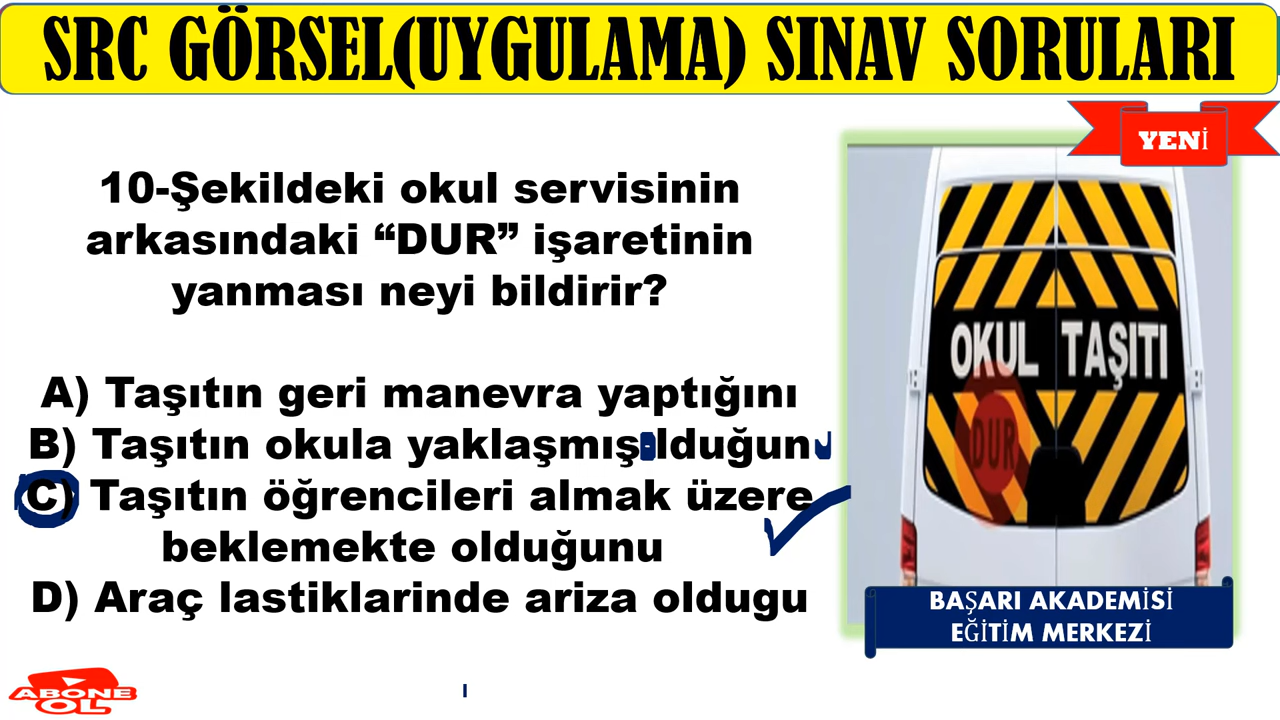 SRC GÖRSEL(UYGULAMA) SINAV SORULARI
YENİ
10-Şekildeki okul servisinin
arkasındaki “DUR” işaretinin
yanması neyi bildirir?
A) Taşıtın geri manevra yaptığını
B) Taşıtın okula yaklaşmış olduğunu
C) Taşıtın öğrencileri almak üzere
beklemekte olduğunu
D) Araç lastiklarinde ariza oldugu
OKUL TAŞITI
DUR
BAŞARI AKADEMİSİ
EĞİTİM MERKEZİ
ABONE
OL